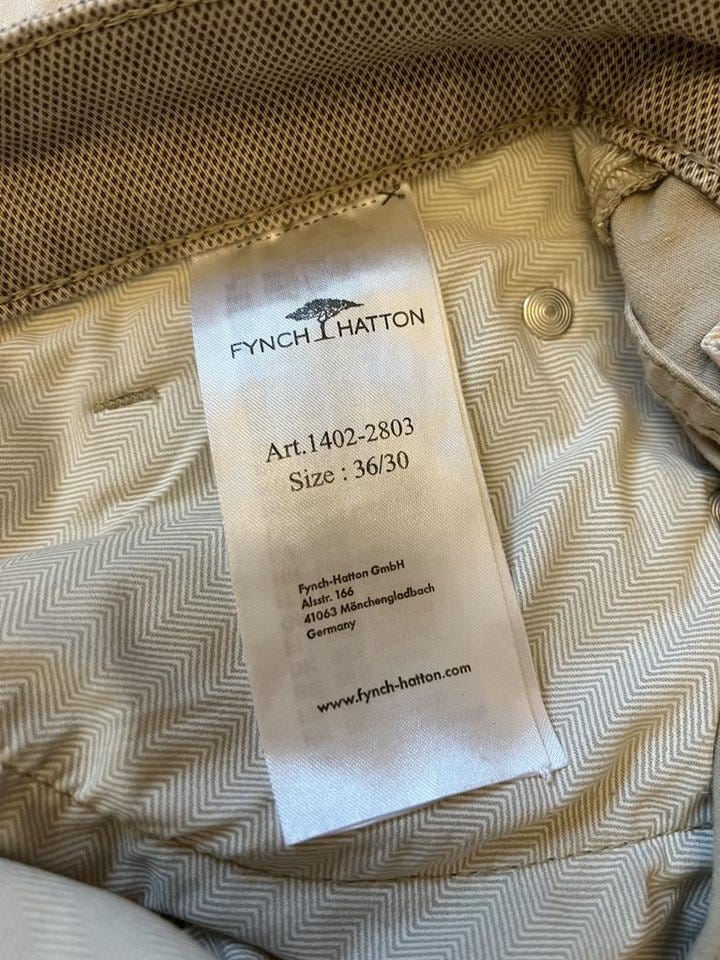 FYNCH HATTON
Art.1402-2803
Size : 36/30
Fynch-Hatton GmbH
Alsstr. 166
41063 Mönchengladbach
Germany
www.fynch-hatton.com